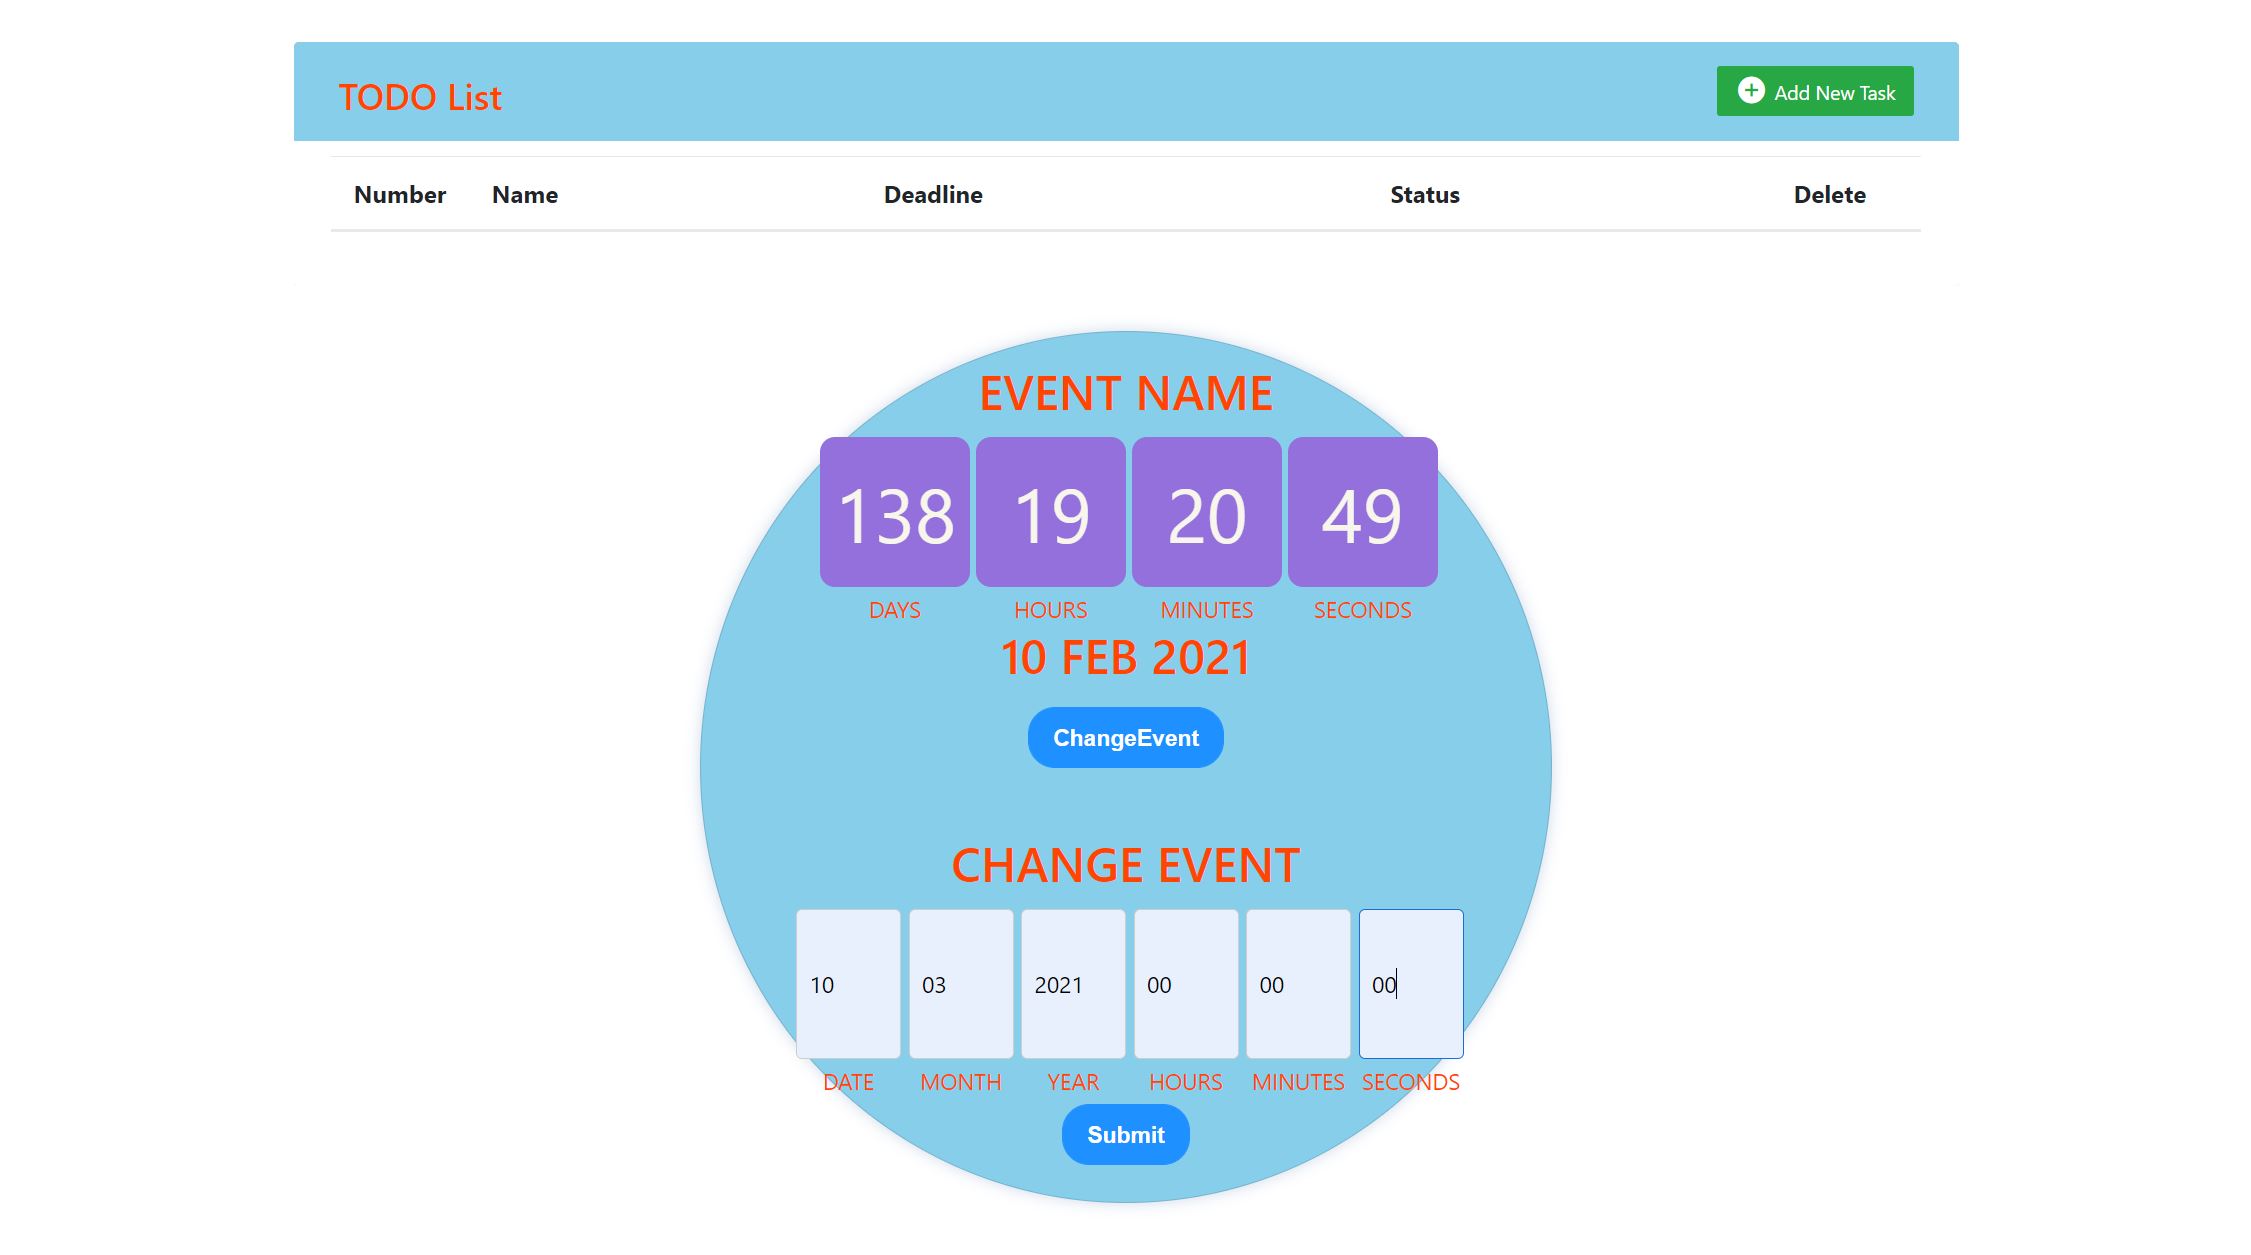 TODO List
Add New Task
Number Name Deadline Status Delete
EVENT NAME
138 19 20 49
DAYS HOURS MINUTES SECONDS
10 FEB 2021
ChangeEvent
CHANGE EVENT
10 03 2021 00 00 00
DATE MONTH YEAR HOURS MINUTES SECONDS
Submit